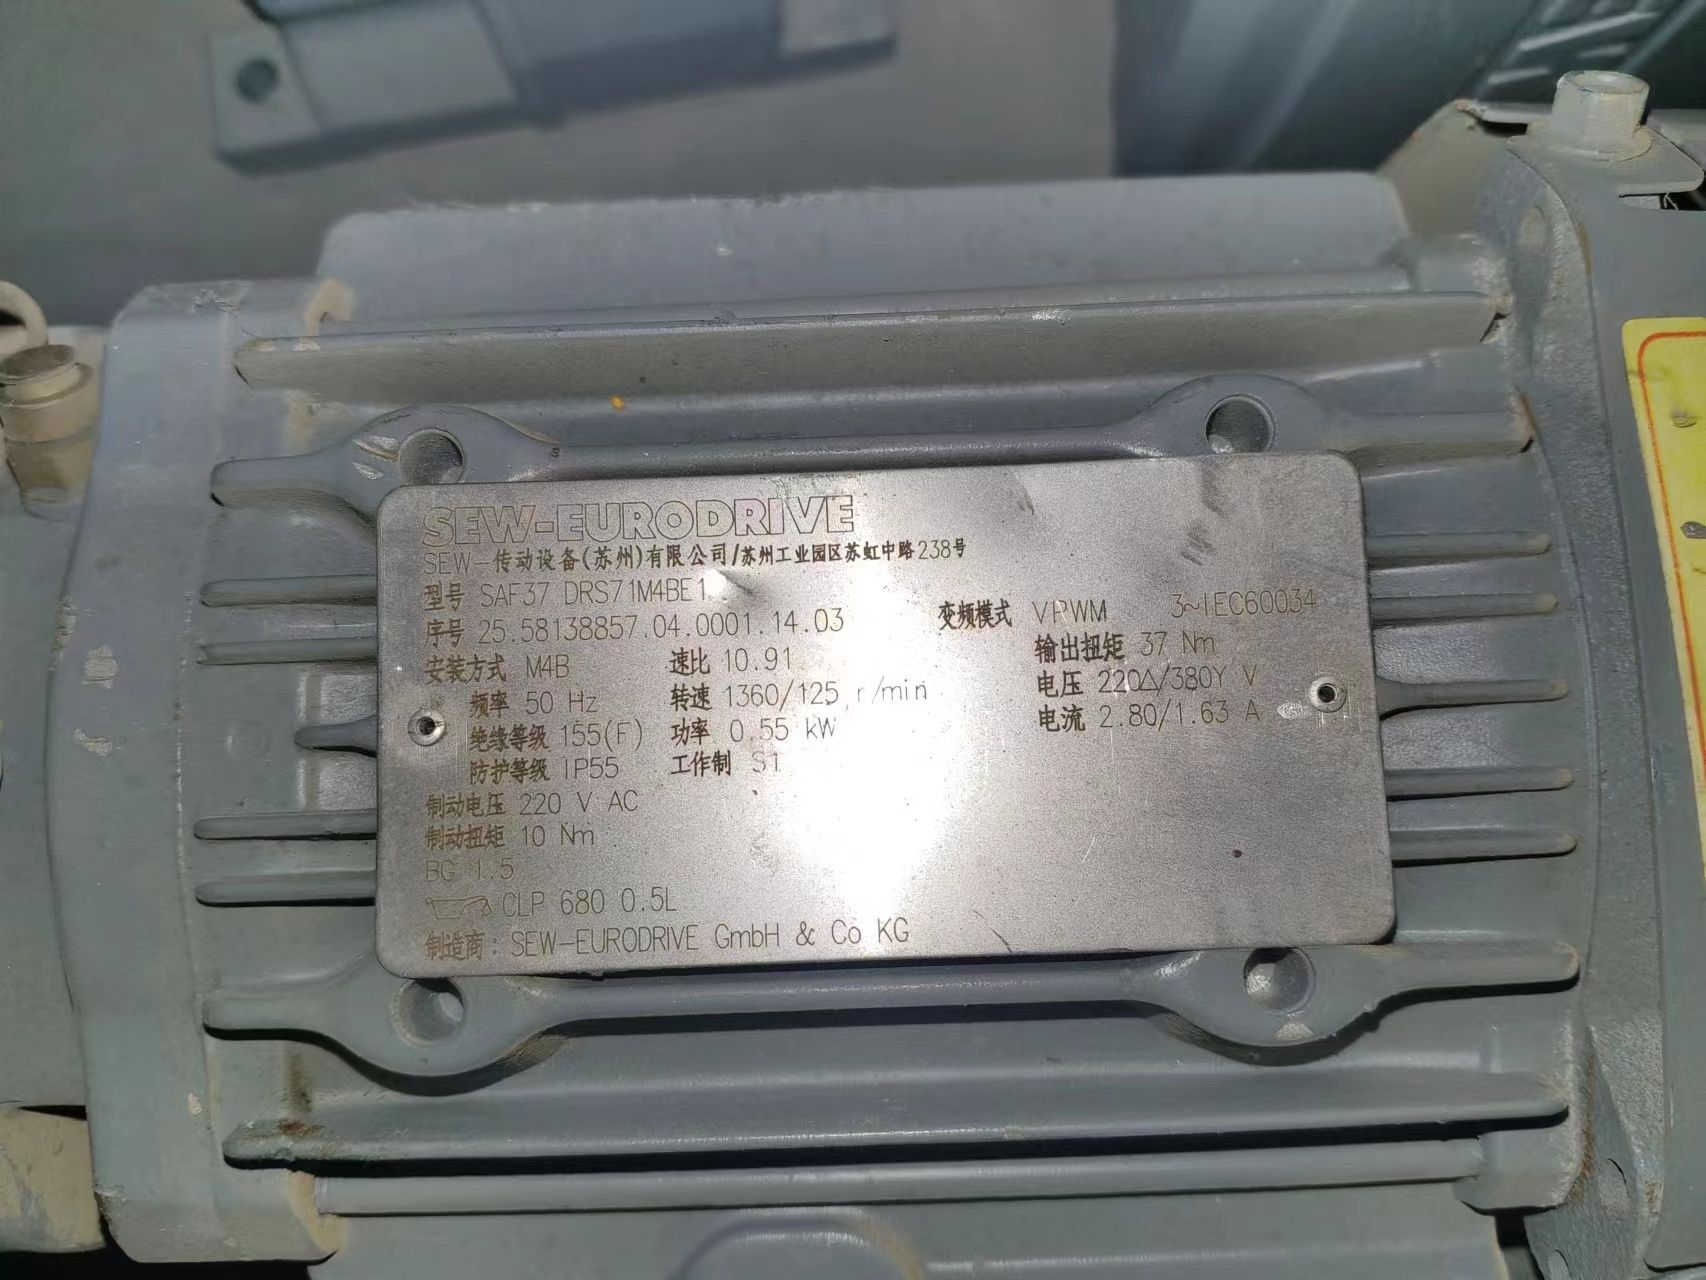 SEW-EURODRIVE
SEW-传动设备(苏州)有限公司/苏州工业园区苏虹中路238号
型号 SAF37 DRS71M4BE1
序号 25.58138857.04.0001.14.03 变频模式 VPWM 3~IEC60034
安装方式 M4B 速比 10.91 输出扭矩 37 Nm
频率 50 Hz 转速 1360/125 r/min 电压 220Δ/380Y V
绝缘等级 155(F) 功率 0.55 kW 电流 2.80/1.63 A
防护等级 IP55 工作制 S1
制动电压 220 V AC
制动扭矩 10 Nm
BG 1.5
CLP 680 0.5L
制造商: SEW-EURODRIVE GmbH & Co KG